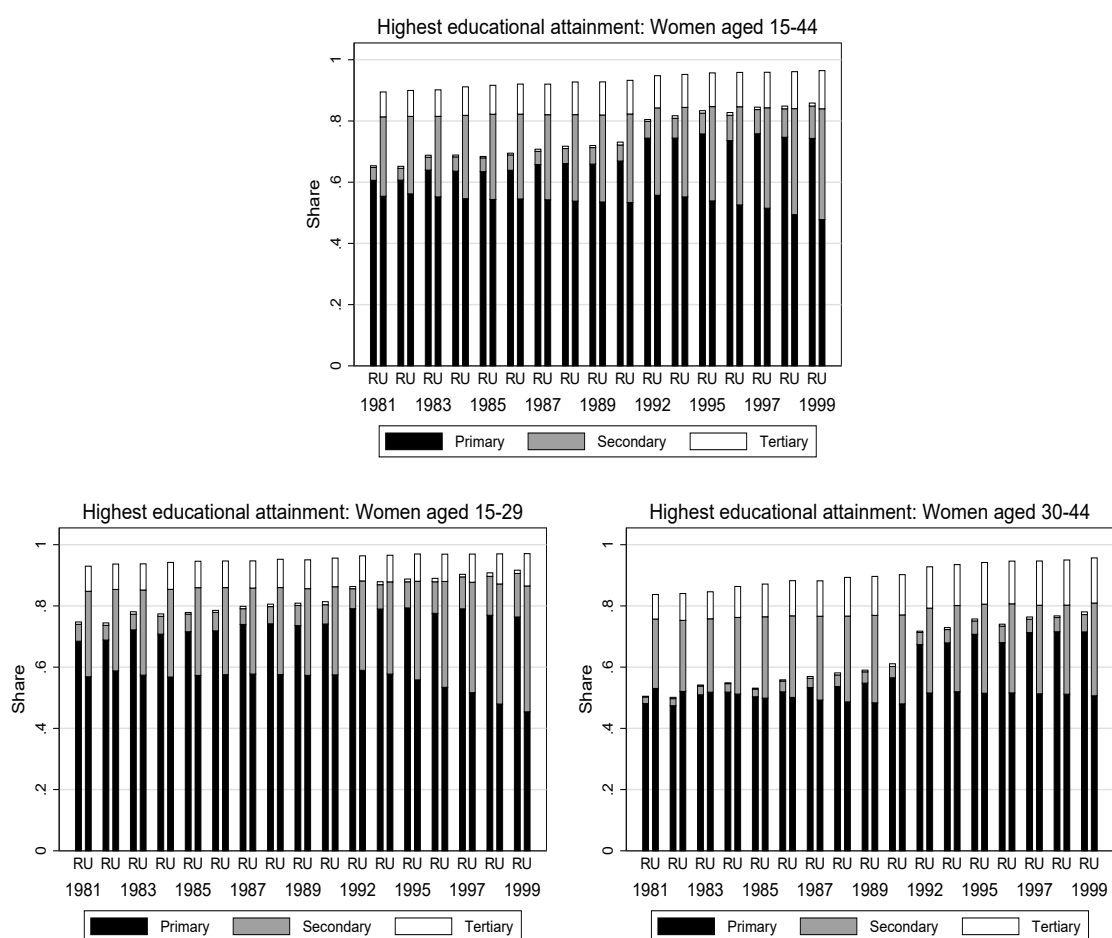 Highest educational attainment: Women aged 15-44
Share
0 .2 .4 .6 .8 1
RU RU RU RU RU RU RU RU RU RU RU RU RU RU RU RU RU
1981 1983 1985 1987 1989 1992 1995 1997 1999
Primary Secondary Tertiary
Highest educational attainment: Women aged 15-29
Share
0 .2 .4 .6 .8 1
RU RU RU RU RU RU RU RU RU RU RU RU RU RU RU RU RU
1981 1983 1985 1987 1989 1992 1995 1997 1999
Primary Secondary Tertiary
Highest educational attainment: Women aged 30-44
Share
0 .2 .4 .6 .8 1
RU RU RU RU RU RU RU RU RU RU RU RU RU RU RU RU RU
1981 1983 1985 1987 1989 1992 1995 1997 1999
Primary Secondary Tertiary